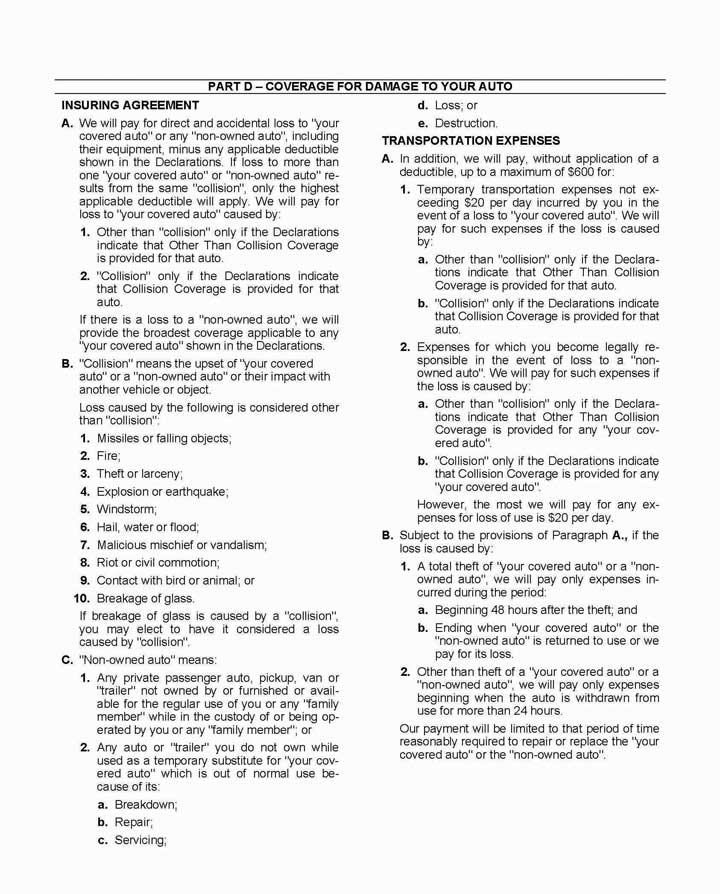 PART D – COVERAGE FOR DAMAGE TO YOUR AUTO
INSURING AGREEMENT
A. We will pay for direct and accidental loss to "your
covered auto" or any "non-owned auto", including
their equipment, minus any applicable deductible
shown in the Declarations. If loss to more than
one "your covered auto" or "non-owned auto" re-
sults from the same "collision", only the highest
applicable deductible will apply. We will pay for
loss to "your covered auto" caused by:
1. Other than "collision" only if the Declarations
indicate that Other Than Collision Coverage
is provided for that auto.
2. "Collision" only if the Declarations indicate
that Collision Coverage is provided for that
auto.
If there is a loss to a "non-owned auto", we will
provide the broadest coverage applicable to any
"your covered auto" shown in the Declarations.
B. "Collision" means the upset of "your covered
auto" or a "non-owned auto" or their impact with
another vehicle or object.
Loss caused by the following is considered other
than "collision":
1. Missiles or falling objects;
2. Fire;
3. Theft or larceny;
4. Explosion or earthquake;
5. Windstorm;
6. Hail, water or flood;
7. Malicious mischief or vandalism;
8. Riot or civil commotion;
9. Contact with bird or animal; or
10. Breakage of glass.
If breakage of glass is caused by a "collision",
you may elect to have it considered a loss
caused by "collision".
C. "Non-owned auto" means:
1. Any private passenger auto, pickup, van or
"trailer" not owned by or furnished or avail-
able for the regular use of you or any "family
member" while in the custody of or being op-
erated by you or any "family member"; or
2. Any auto or "trailer" you do not own while
used as a temporary substitute for "your cov-
ered auto" which is out of normal use be-
cause of its:
a. Breakdown;
b. Repair;
c. Servicing;
d. Loss; or
e. Destruction.
TRANSPORTATION EXPENSES
A. In addition, we will pay, without application of a
deductible, up to a maximum of $600 for:
1. Temporary transportation expenses not ex-
ceeding $20 per day incurred by you in the
event of a loss to "your covered auto". We will
pay for such expenses if the loss is caused
by:
a. Other than "collision" only if the Declara-
tions indicate that Other Than Collision
Coverage is provided for that auto.
b. "Collision" only if the Declarations indicate
that Collision Coverage is provided for that
auto.
2. Expenses for which you become legally re-
sponsible in the event of loss to a "non-
owned auto". We will pay for such expenses if
the loss is caused by:
a. Other than "collision" only if the Declara-
tions indicate that Other Than Collision
Coverage is provided for any "your cov-
ered auto".
b. "Collision" only if the Declarations indicate
that Collision Coverage is provided for any
"your covered auto".
However, the most we will pay for any ex-
penses for loss of use is $20 per day.
B. Subject to the provisions of Paragraph A., if the
loss is caused by:
1. A total theft of "your covered auto" or a "non-
owned auto", we will pay only expenses in-
curred during the period:
a. Beginning 48 hours after the theft; and
b. Ending when "your covered auto" or the
"non-owned auto" is returned to use or we
pay for its loss.
2. Other than theft of a "your covered auto" or a
"non-owned auto", we will pay only expenses
beginning when the auto is withdrawn from
use for more than 24 hours.
Our payment will be limited to that period of time
reasonably required to repair or replace the "your
covered auto" or the "non-owned auto".